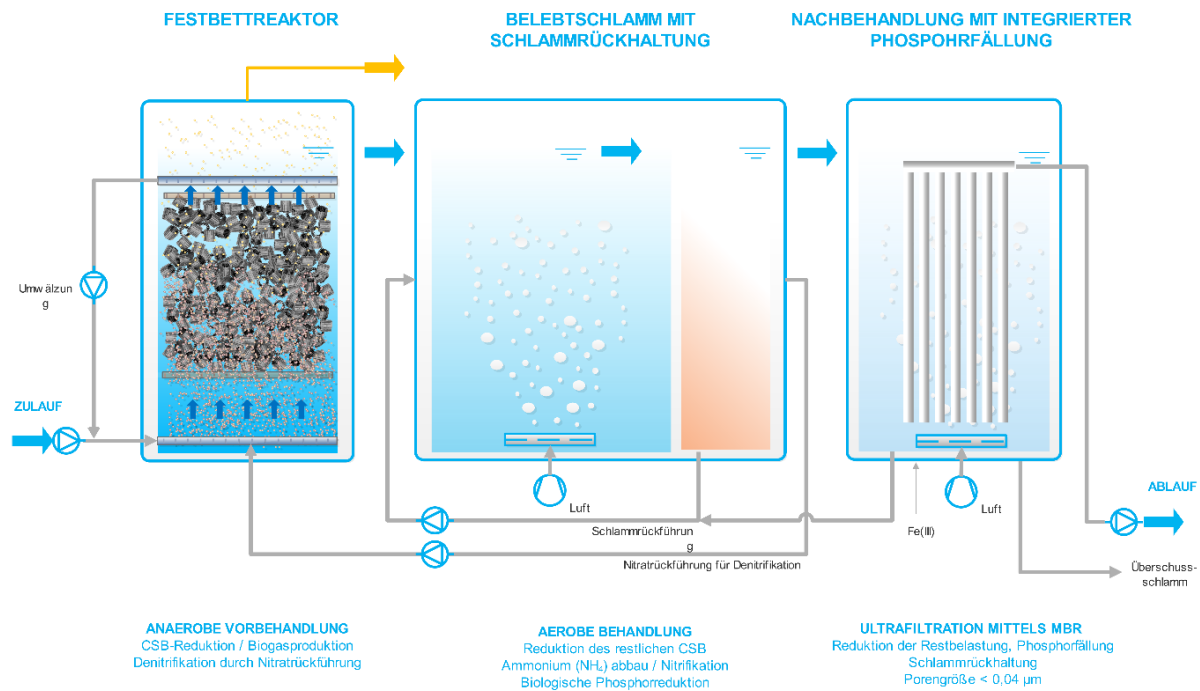 FESTBETTREAKTOR
BELEBTSCHLAMM MIT
SCHLAMMRÜCKHALTUNG
NACHBEHANDLUNG MIT INTEGRIERTER
PHOSPOHRFÄLLUNG
Umwälzun
g
ZULAUF
Luft
Schlammrückführun
g
Nitratrückführung für Denitrifikation
Fe(III)
Luft
ABLAUF
Überschuss-
schlamm
ANAEROBE VORBEHANDLUNG
CSB-Reduktion / Biogasproduktion
Denitrifikation durch Nitratrückführung
AEROBE BEHANDLUNG
Reduktion des restlichen CSB
Ammonium (NH₄) abbau / Nitrifikation
Biologische Phosphorreduktion
ULTRAFILTRATION MITTELS MBR
Reduktion der Restbelastung, Phosphorfällung
Schlammrückhaltung
Porengröße < 0,04 µm